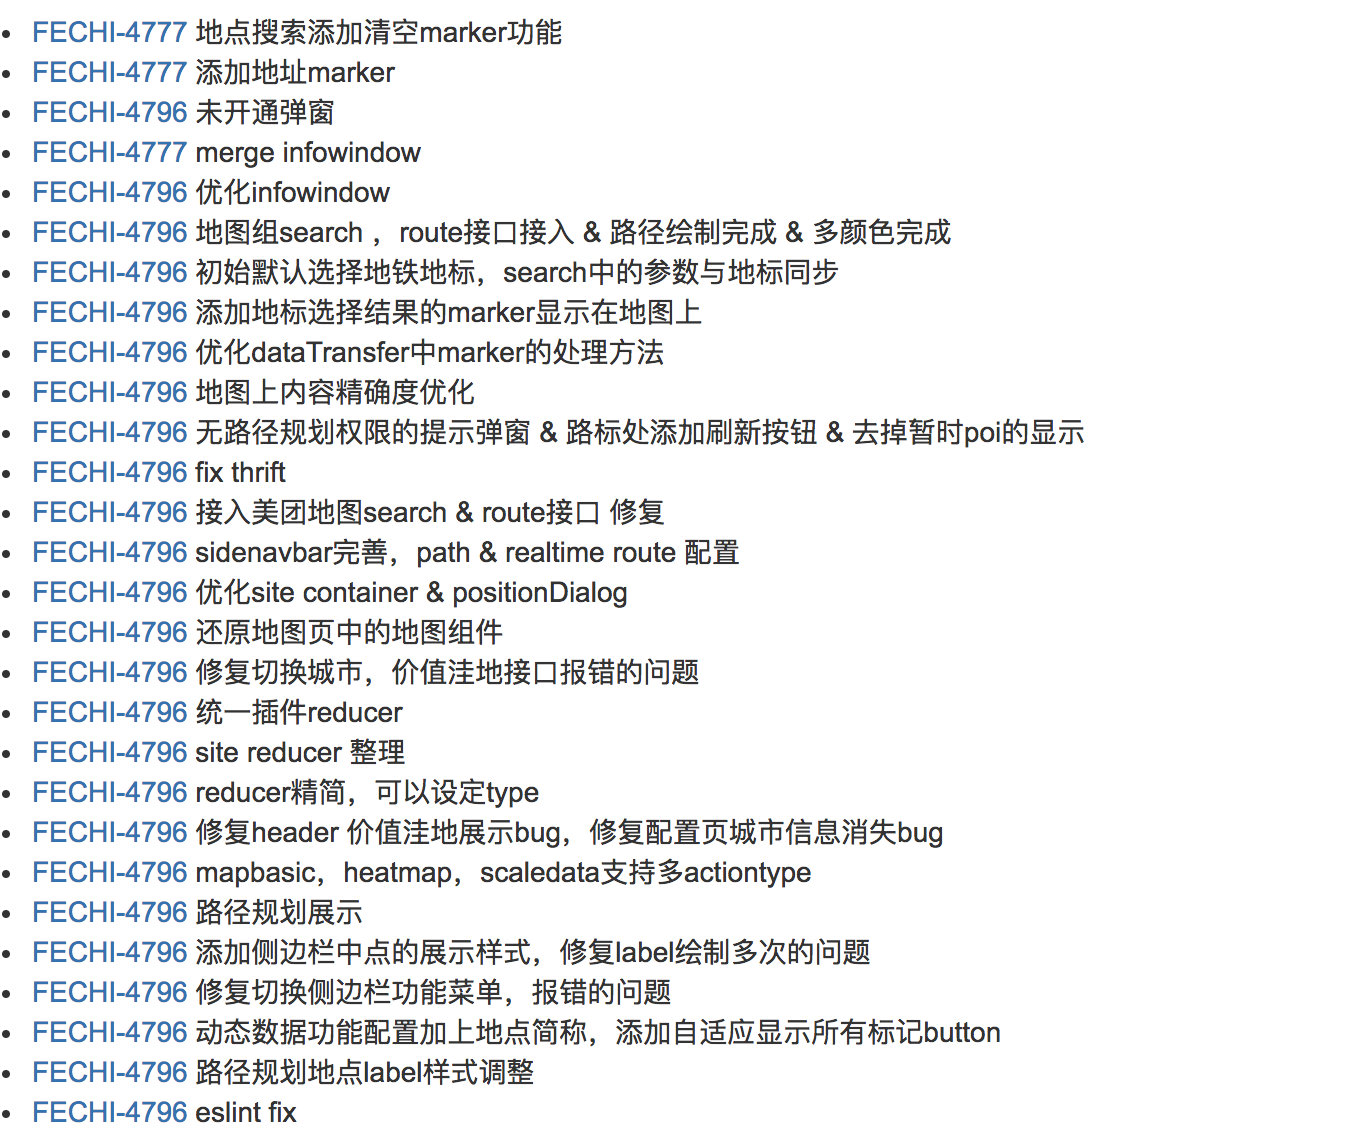 FECHI-4777 地点搜索添加清空marker功能
FECHI-4777 添加地址marker
FECHI-4796 未开通弹窗
FECHI-4777 merge infowindow
FECHI-4796 优化infowindow
FECHI-4796 地图组search ，route接口接入 & 路径绘制完成 & 多颜色完成
FECHI-4796 初始默认选择地铁地标，search中的参数与地标同步
FECHI-4796 添加地标选择结果的marker显示在地图上
FECHI-4796 优化dataTransfer中marker的处理方法
FECHI-4796 地图上内容精确度优化
FECHI-4796 无路径规划权限的提示弹窗 & 路标处添加刷新按钮 & 去掉暂时poi的显示
FECHI-4796 fix thrift
FECHI-4796 接入美团地图search & route接口 修复
FECHI-4796 sidenavbar完善，path & realtime route 配置
FECHI-4796 优化site container & positionDialog
FECHI-4796 还原地图页中的地图组件
FECHI-4796 修复切换城市，价值洼地接口报错的问题
FECHI-4796 统一插件reducer
FECHI-4796 site reducer 整理
FECHI-4796 reducer精简，可以设定type
FECHI-4796 修复header 价值洼地展示bug，修复配置页城市信息消失bug
FECHI-4796 mapbasic，heatmap，scaledata支持多actiontype
FECHI-4796 路径规划展示
FECHI-4796 添加侧边栏中点的展示样式，修复label绘制多次的问题
FECHI-4796 修复切换侧边栏功能菜单，报错的问题
FECHI-4796 动态数据功能配置加上地点简称，添加自适应显示所有标记button
FECHI-4796 路径规划地点label样式调整
FECHI-4796 eslint fix